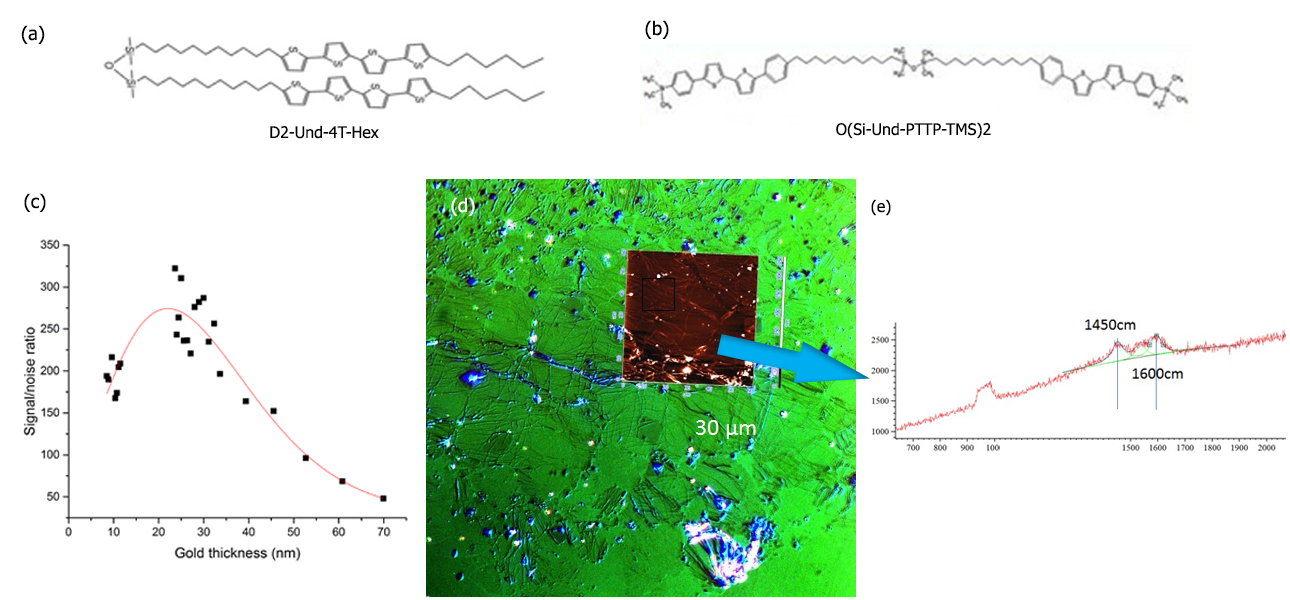 (a)
S
S
S
S
O
S
S
S
S
D2-Und-4T-Hex
(b)
O(Si-Und-PTTP-TMS)2
(c)
350
300
250
200
150
100
50
Signal/noise ratio
0 10 20 30 40 50 60 70
Gold thickness (nm)
(d)
30 µm
(e)
2500
2000
1500
1000
1450cm
1600cm
700 800 900 100 1500 1600 1700 1800 1900 2000